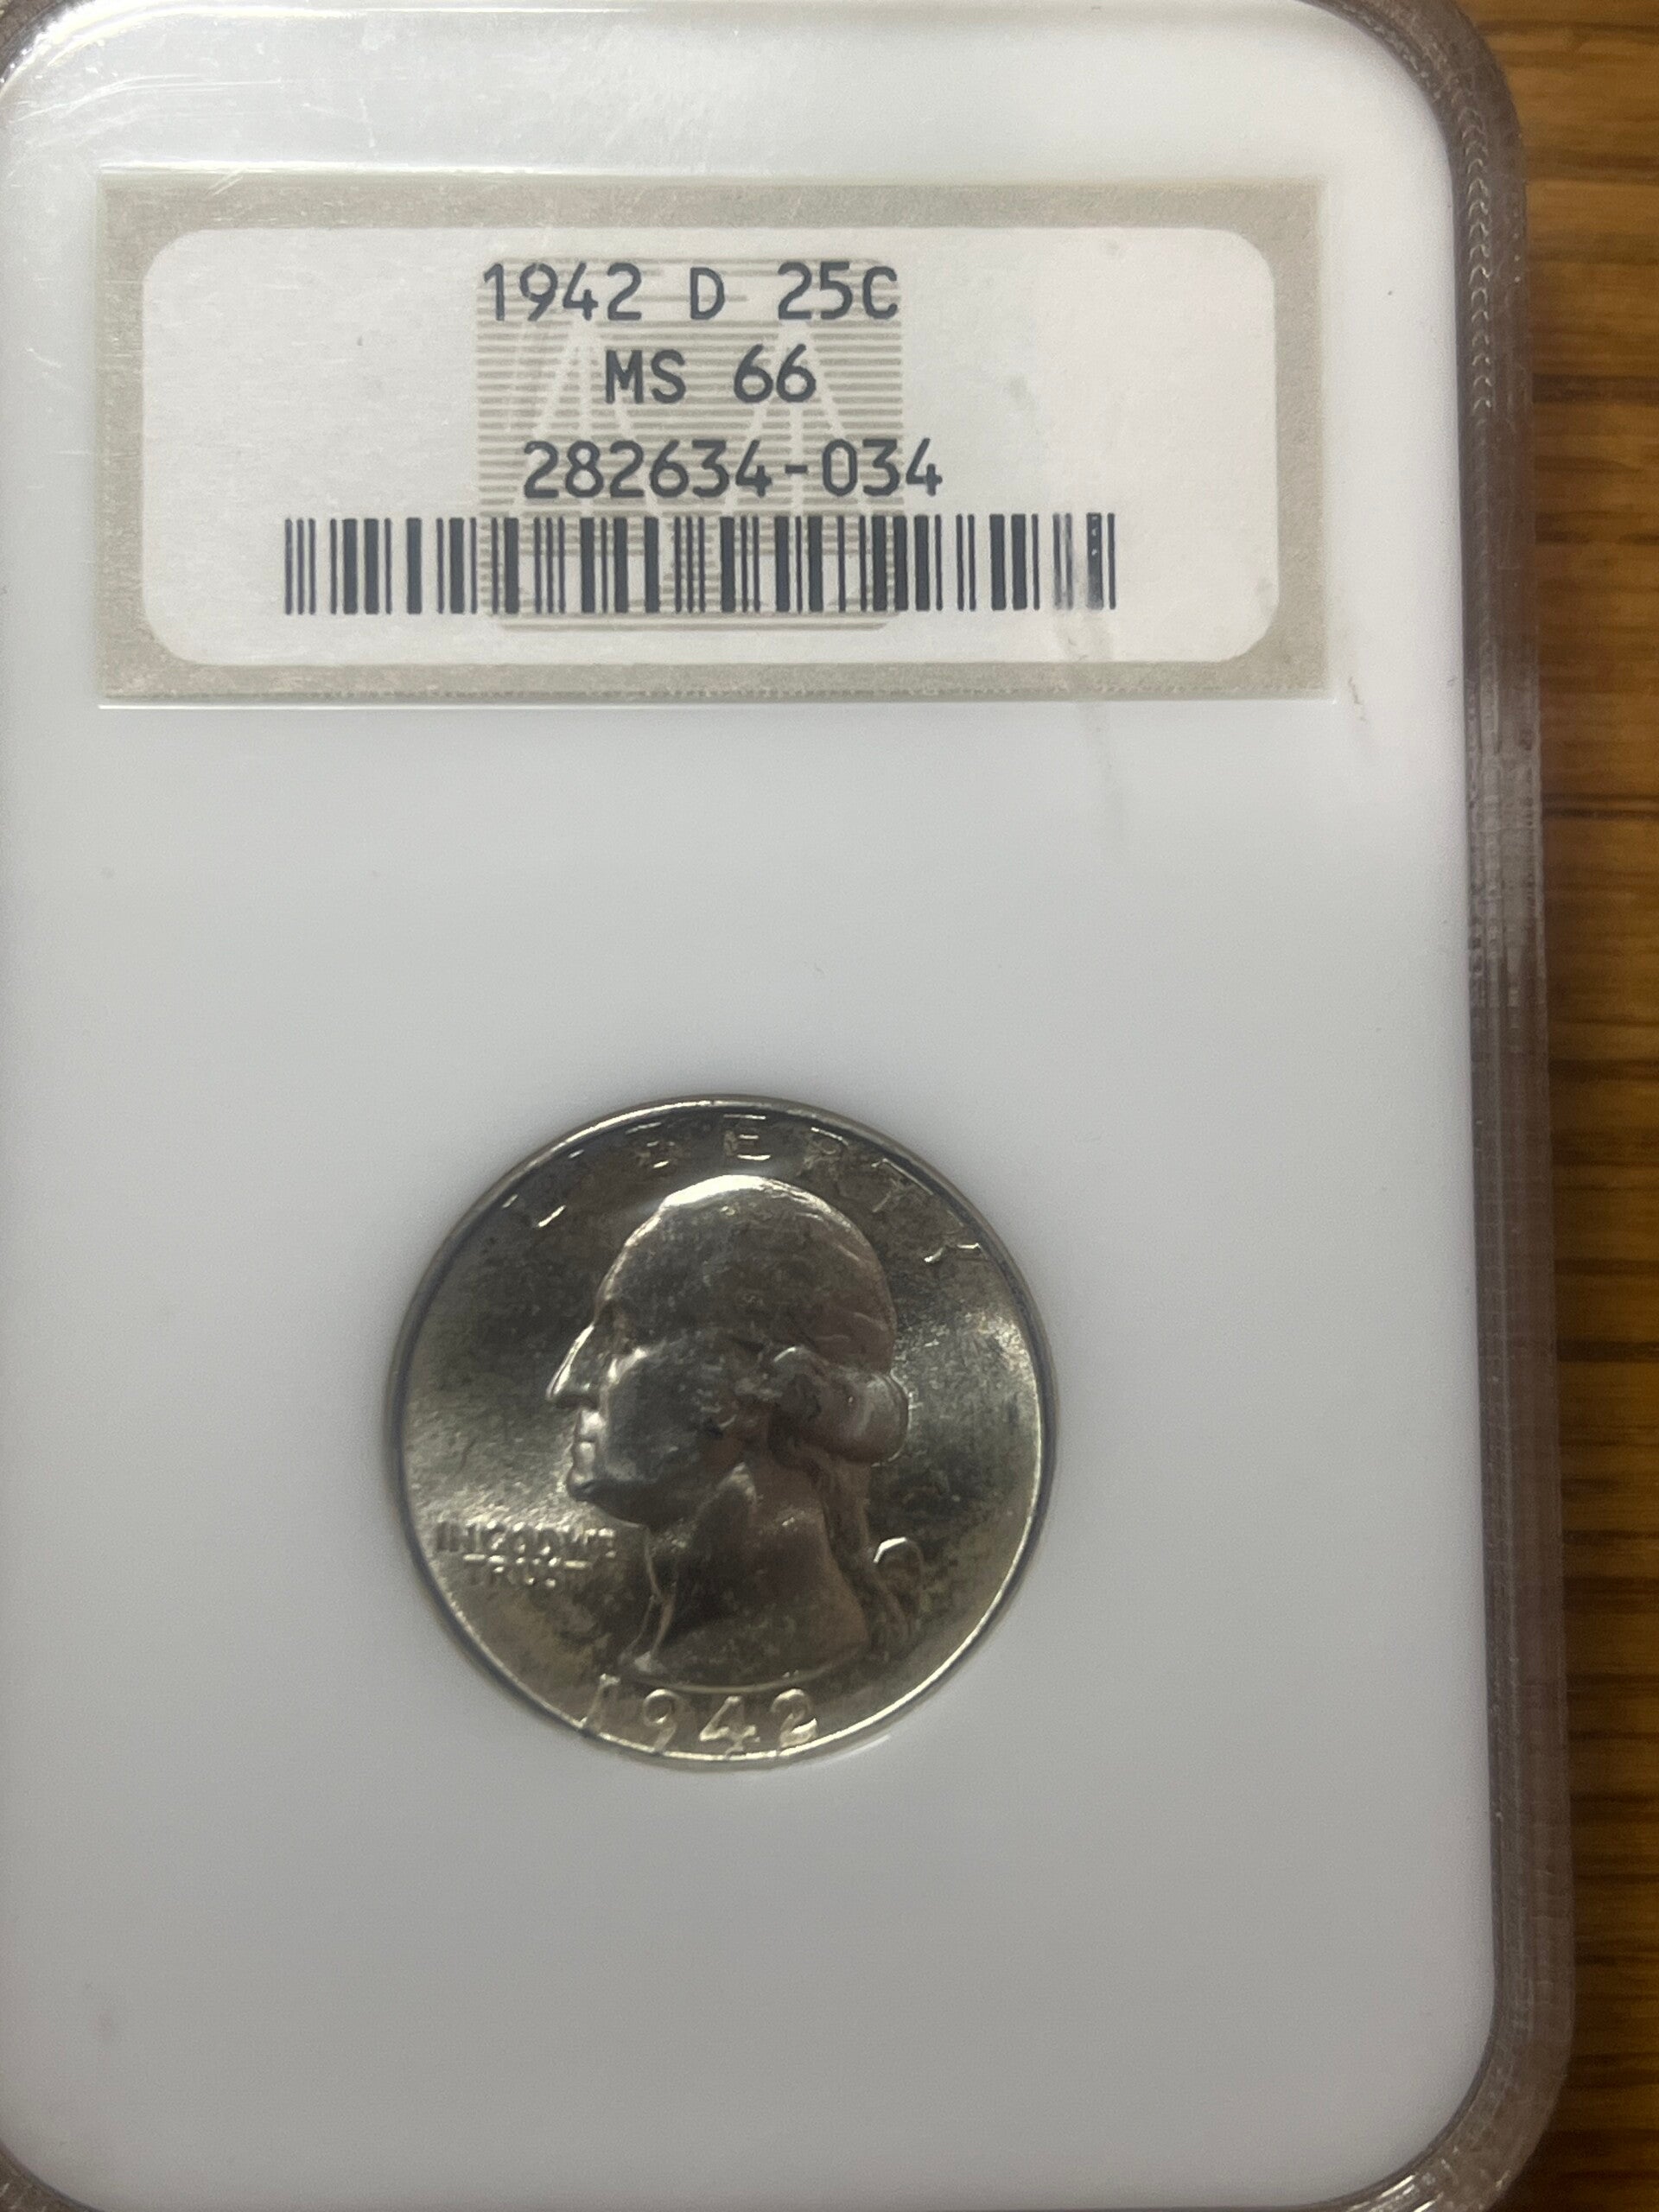 1942 D 25C
MS 66
282634-034
LIBERTY
IN GOD WE
TRUST
1942